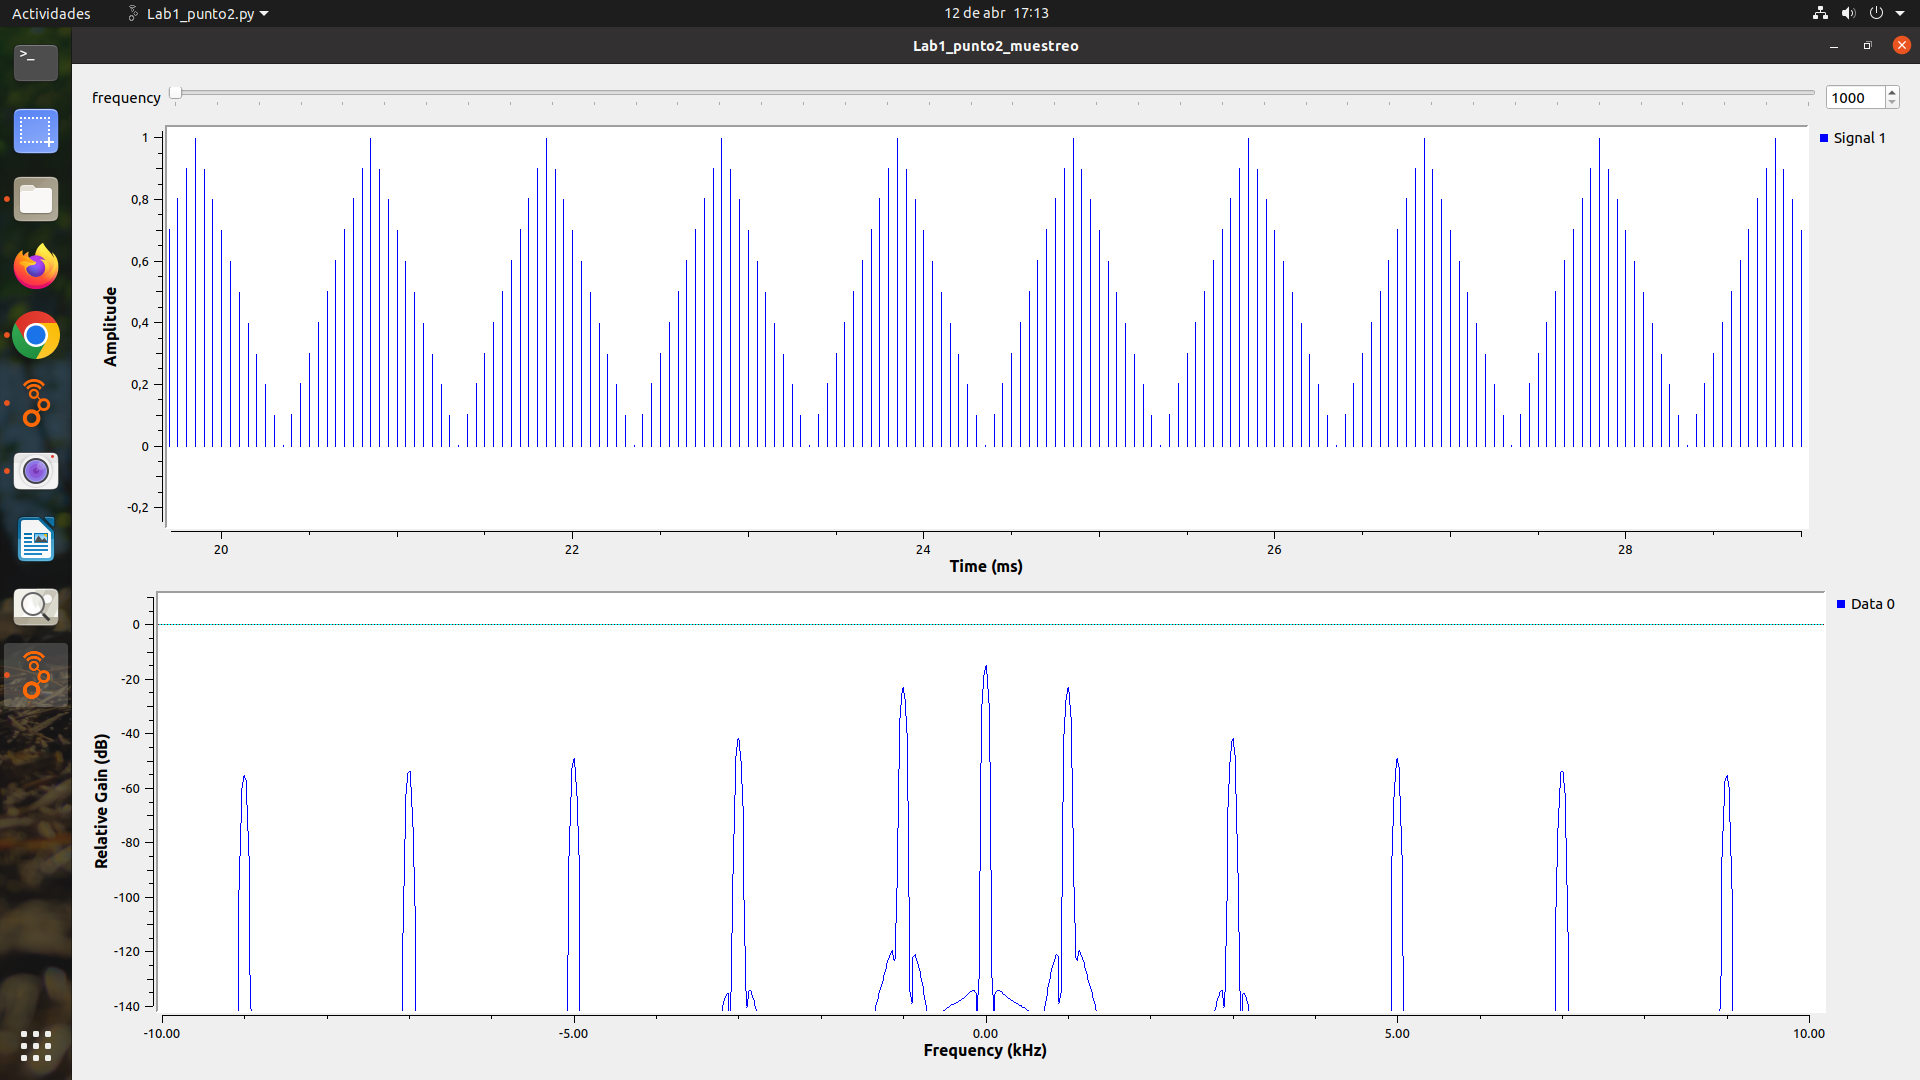 Actividades
Lab1_punto2.py
12 de abr 17:13
Lab1_punto2_muestreo
>_
frequency
1000
1
0,8
0,6
0,4
0,2
0
-0,2
Amplitude
20
22
24
26
28
Time (ms)
Signal 1
0
-20
-40
-60
-80
-100
-120
-140
Relative Gain (dB)
-10.00
-5.00
0.00
5.00
10.00
Frequency (kHz)
Data 0